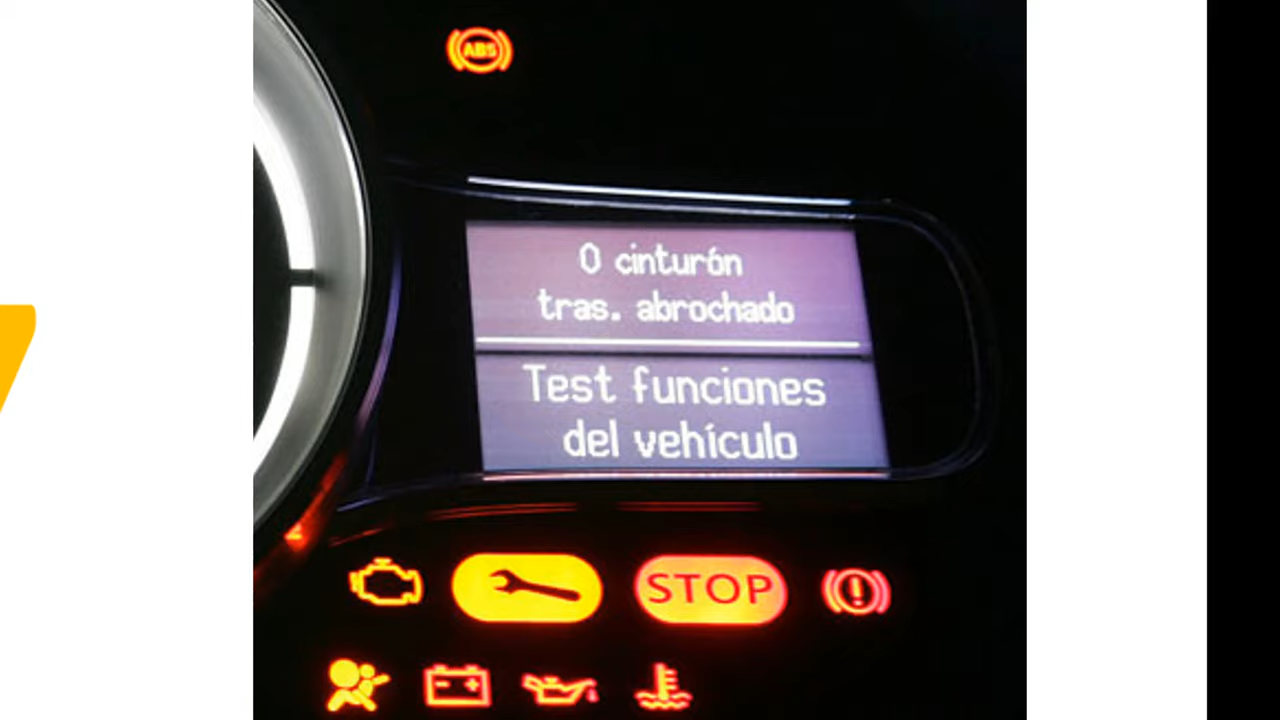 ABS
0 cinturón
tras. abrochado
Test funciones
del vehículo
STOP